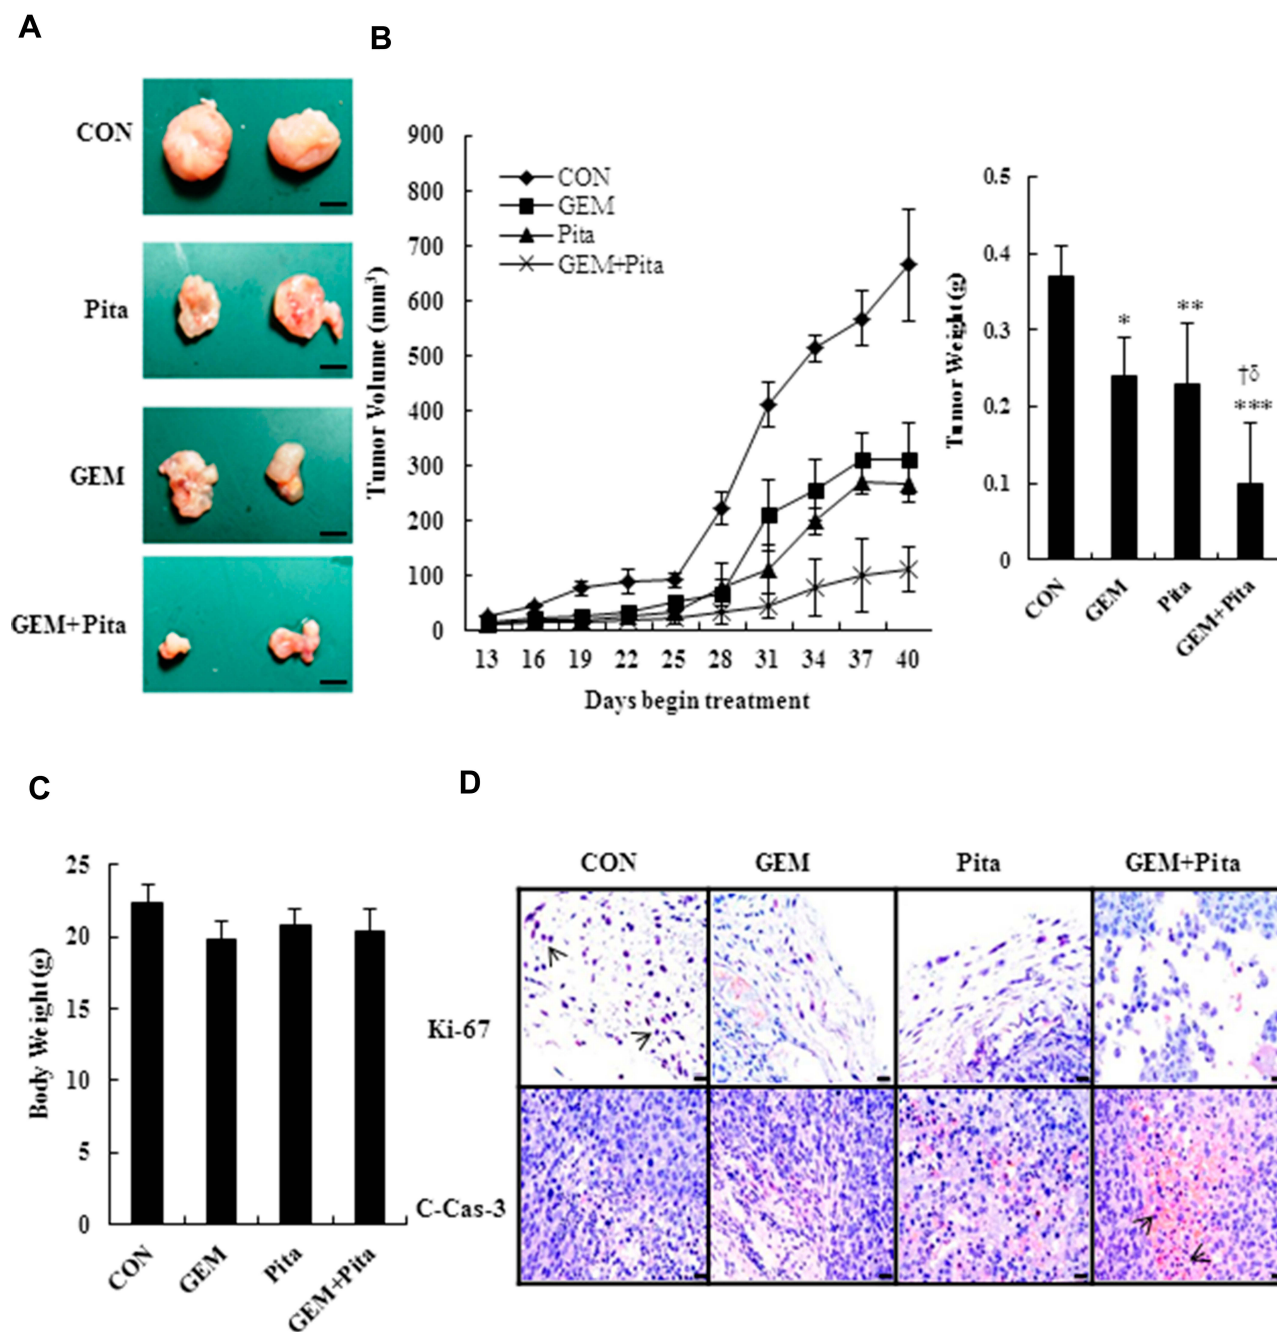 A
B
CON
Pita
GEM
GEM+Pita
900
800
700
600
500
400
300
200
100
0
Tumor Volume (mm³)
CON
GEM
Pita
GEM+Pita
13 16 19 22 25 28 31 34 37 40
Days begin treatment
0.5
0.4
0.3
0.2
0.1
0
Tumor Weight(g)
*
**
†δ
***
CON GEM Pita GEM+Pita
C
25
20
15
10
5
0
Body Weight(g)
CON GEM Pita GEM+Pita
D
CON GEM Pita GEM+Pita
Ki-67
C-Cas-3